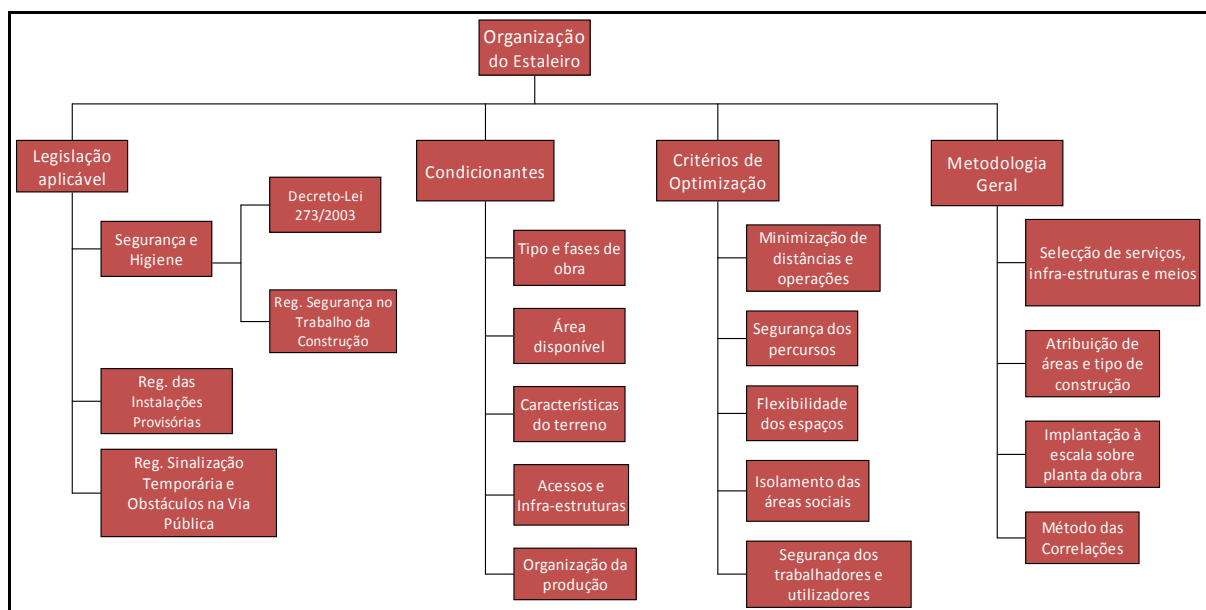 Organização
do Estaleiro
Legislação
aplicável
Segurança e
Higiene
Decreto-Lei
273/2003
Reg. Segurança no
Trabalho da
Construção
Reg. das
Instalações
Provisórias
Reg. Sinalização
Temporária e
Obstáculos na Via
Pública
Condicionantes
Tipo e fases de
obra
Área
disponível
Características
do terreno
Acessos e
Infra-estruturas
Organização da
produção
Critérios de
Optimização
Minimização de
distâncias e
operações
Segurança dos
percursos
Flexibilidade
dos espaços
Isolamento das
áreas sociais
Segurança dos
trabalhadores e
utilizadores
Metodologia
Geral
Selecção de serviços,
infra-estruturas e meios
Atribuição de
áreas e tipo de
construção
Implantação à
escala sobre
planta da obra
Método das
Correlações